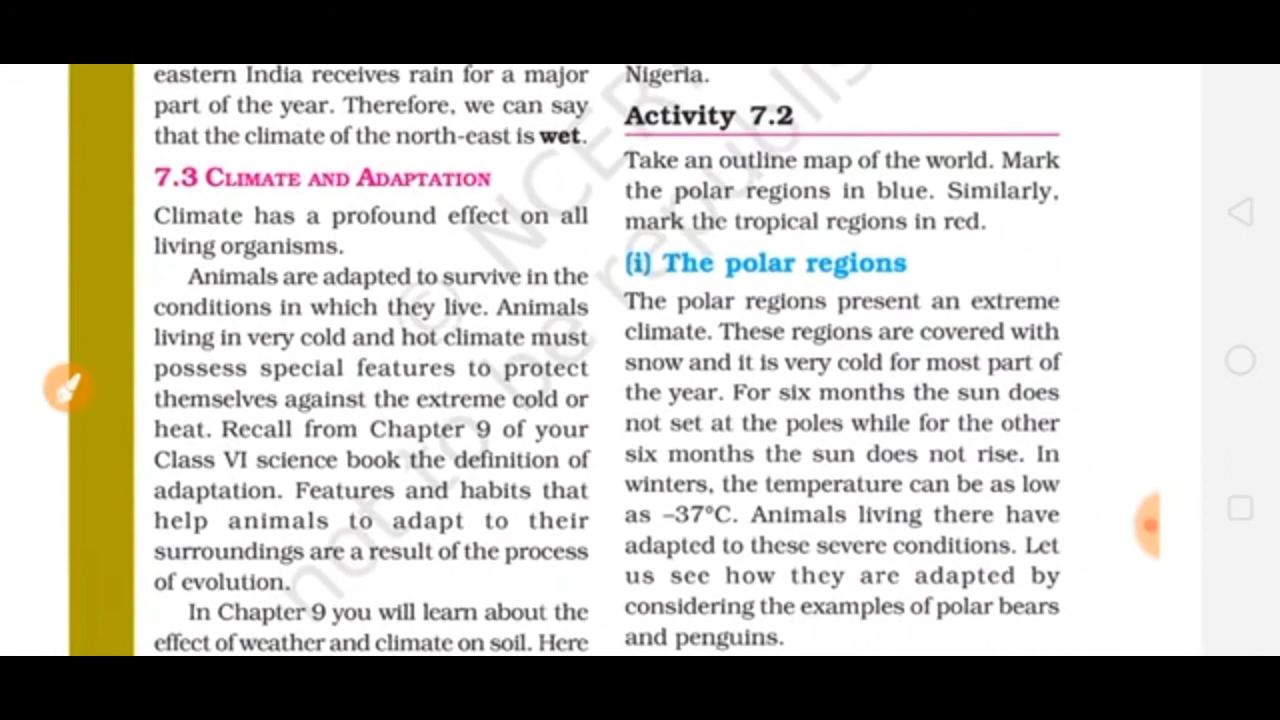 eastern India receives rain for a major
part of the year. Therefore, we can say
that the climate of the north-east is wet.
7.3 CLIMATE AND ADAPTATION
Climate has a profound effect on all
living organisms.
Animals are adapted to survive in the
conditions in which they live. Animals
living in very cold and hot climate must
possess special features to protect
themselves against the extreme cold or
heat. Recall from Chapter 9 of your
Class VI science book the definition of
adaptation. Features and habits that
help animals to adapt to their
surroundings are a result of the process
of evolution.
In Chapter 9 you will learn about the
effect of weather and climate on soil. Here
Nigeria.
Activity 7.2
Take an outline map of the world. Mark
the polar regions in blue. Similarly,
mark the tropical regions in red.
(i) The polar regions
The polar regions present an extreme
climate. These regions are covered with
snow and it is very cold for most part of
the year. For six months the sun does
not set at the poles while for the other
six months the sun does not rise. In
winters, the temperature can be as low
as –37°C. Animals living there have
adapted to these severe conditions. Let
us see how they are adapted by
considering the examples of polar bears
and penguins.
© NCER
not to be republis